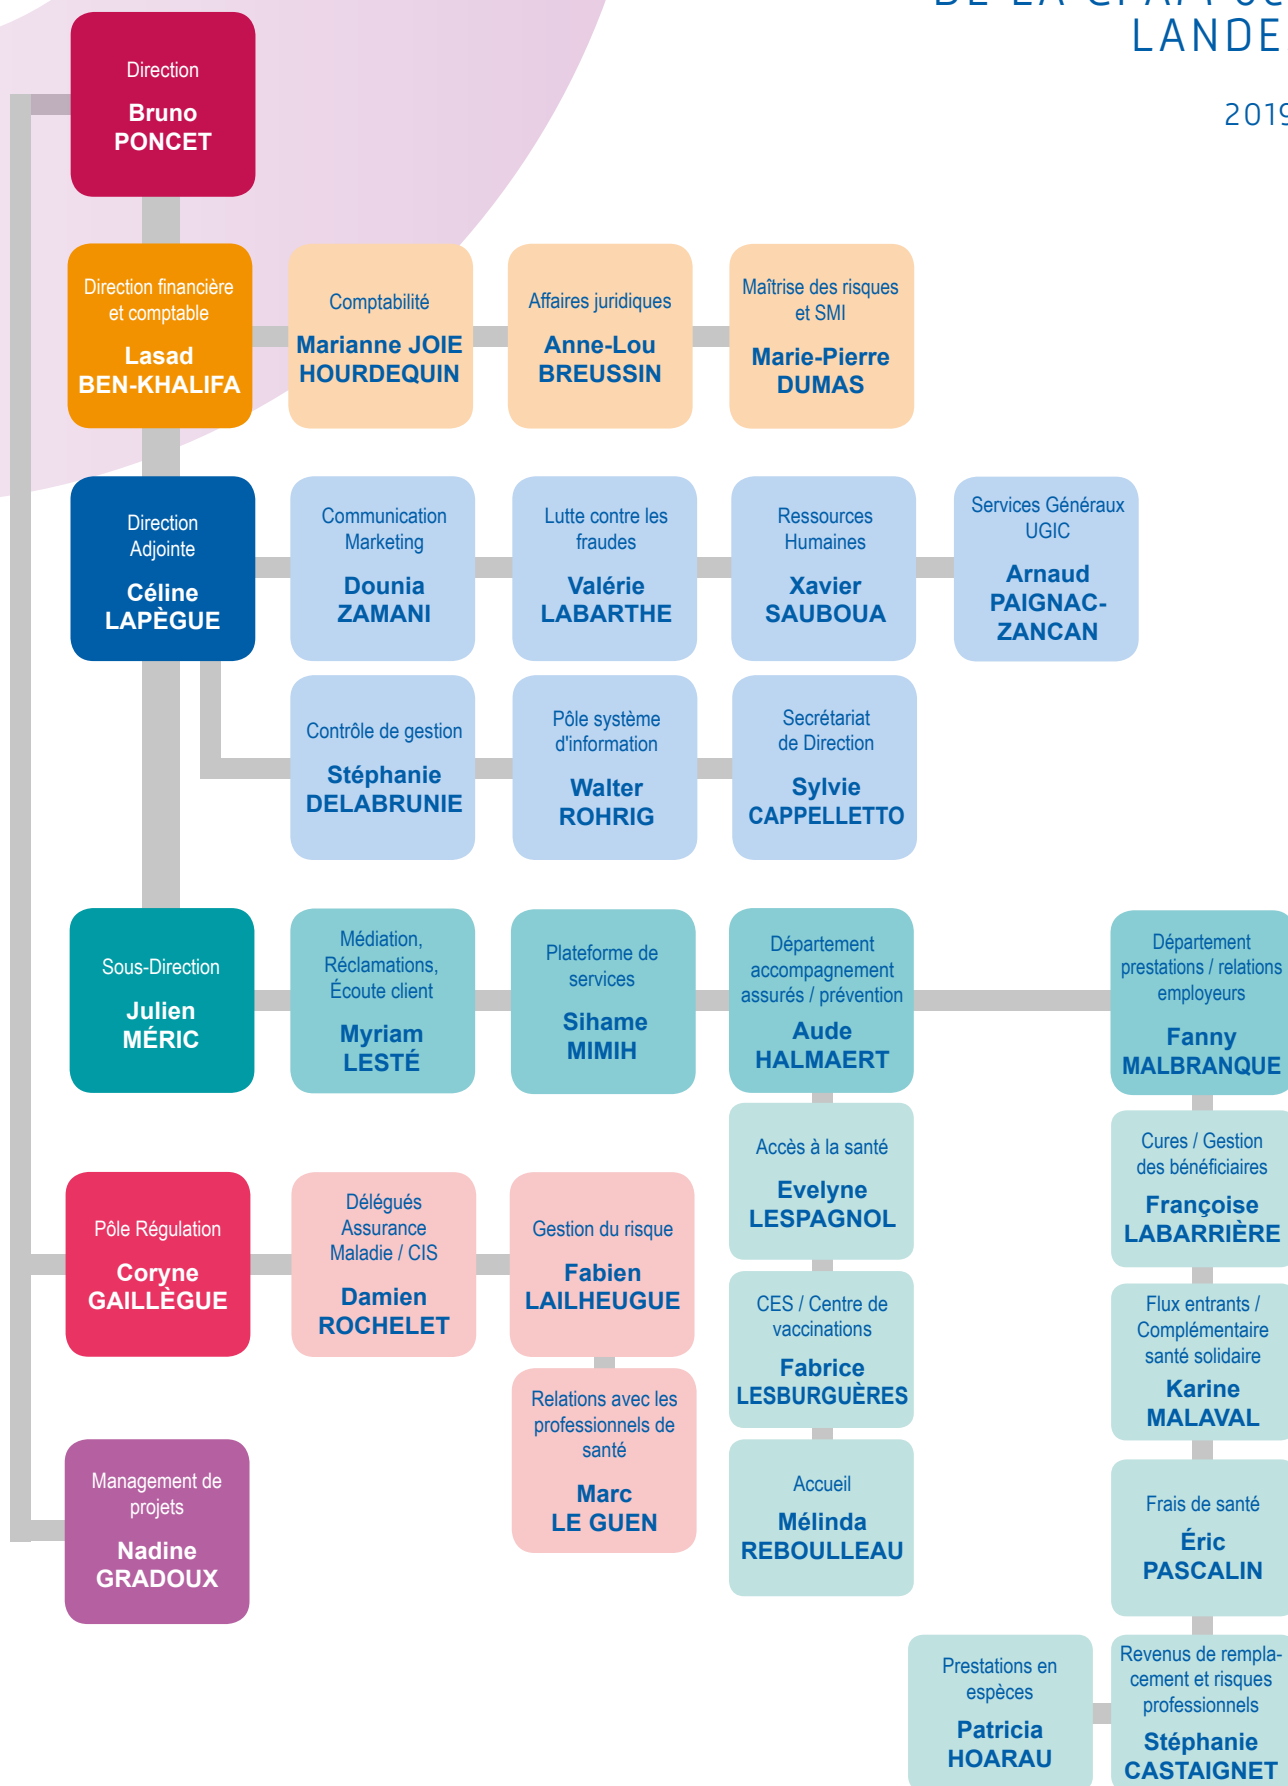 DE LA CPAM
LANDE
2019
Direction
Bruno
PONCET
Direction financière
et comptable
Lasad
BEN-KHALIFA
Comptabilité
Marianne JOIE
HOURDEQUIN
Affaires juridiques
Anne-Lou
BREUSSIN
Maîtrise des risques
et SMI
Marie-Pierre
DUMAS
Direction
Adjointe
Céline
LAPÈGUE
Communication
Marketing
Dounia
ZAMANI
Lutte contre les
fraudes
Valérie
LABARTHE
Ressources
Humaines
Xavier
SAUBOUA
Services Généraux
UGIC
Arnaud
PAIGNAC-
ZANCAN
Contrôle de gestion
Stéphanie
DELABRUNIE
Pôle système
d'information
Walter
ROHRIG
Secrétariat
de Direction
Sylvie
CAPPELLETTO
Sous-Direction
Julien
MÉRIC
Médiation,
Réclamations,
Écoute client
Myriam
LESTÉ
Plateforme de
services
Sihame
MIMIH
Département
accompagnement
assurés / prévention
Aude
HALMAERT
Département
prestations / relations
employeurs
Fanny
MALBRANQUE
Accès à la santé
Evelyne
LESPAGNOL
CES / Centre de
vaccinations
Fabrice
LESBURGUÈRES
Accueil
Mélinda
REBOULLEAU
Cures / Gestion
des bénéficiaires
Françoise
LABARRIÈRE
Flux entrants /
Complémentaire
santé solidaire
Karine
MALAVAL
Frais de santé
Éric
PASCALIN
Revenus de rempla-
cement et risques
professionnels
Stéphanie
CASTAIGNET
Prestations en
espèces
Patricia
HOARAU
Pôle Régulation
Coryne
GAILLÈGUE
Délégués
Assurance
Maladie / CIS
Damien
ROCHELET
Gestion du risque
Fabien
LAILHEUGUE
Relations avec les
professionnels de
santé
Marc
LE GUEN
Management de
projets
Nadine
GRADOUX